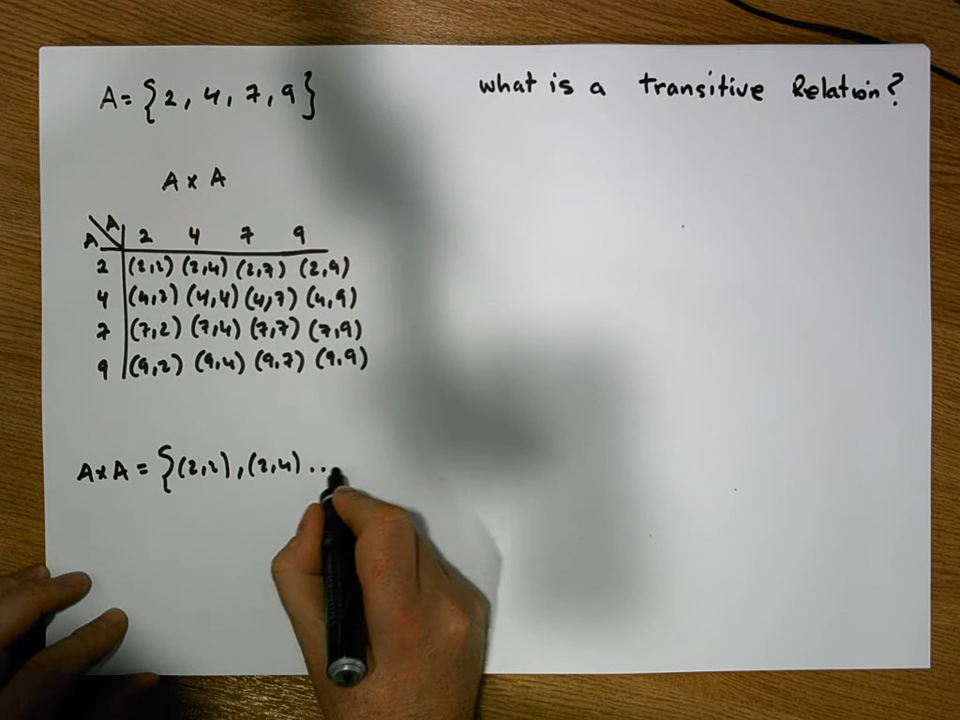 A={2, 4, 7, 9}
what is a transitive Relation?
A x A
A
A 2 4 7 9
2 (2,2) (2,4) (2,7) (2,9)
4 (4,2) (4,4) (4,7) (4,9)
7 (7,2) (7,4) (7,7) (7,9)
9 (9,2) (9,4) (9,7) (9,9)
AxA = {(2,2),(2,4) ..